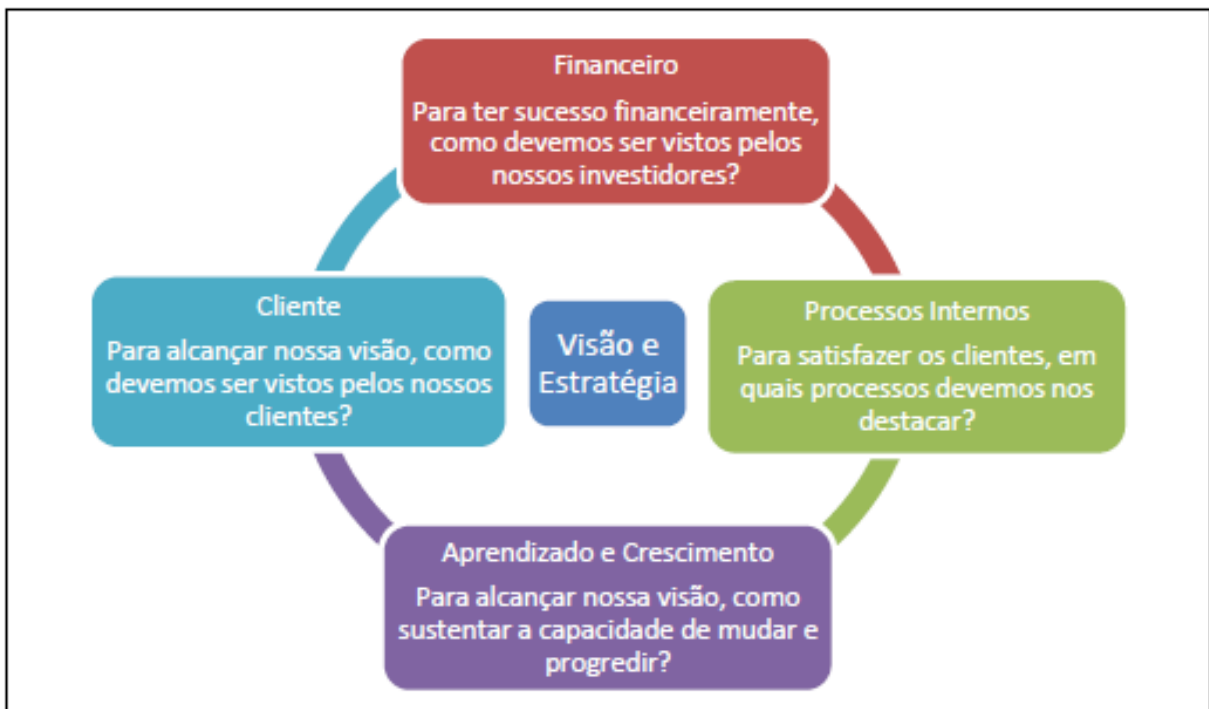 Financeiro
Para ter sucesso financeiramente,
como devemos ser vistos pelos
nossos investidores?
Cliente
Para alcançar nossa visão, como
devemos ser vistos pelos nossos
clientes?
Visão e
Estratégia
Processos Internos
Para satisfazer os clientes, em
quais processos devemos nos
destacar?
Aprendizado e Crescimento
Para alcançar nossa visão, como
sustentar a capacidade de mudar e
progredir?